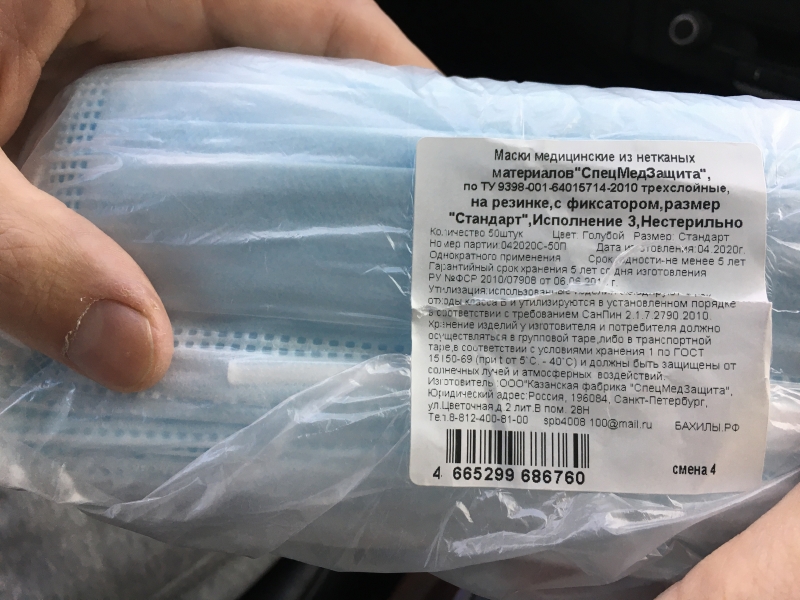 Маски медицинские из нетканых
материалов"СпецМедЗащита",
по ТУ 9398-001-64015714-2010 трехслойные,
на резинке,с фиксатором,размер
"Стандарт",Исполнение 3,Нестерильно
Количество 50штук Цвет Голубой Размер Стандарт
Номер партии:042020С-50П Дата изготовления:04.2020г.
Однократного применения Срок годности-не менее 5 лет
Гарантийный срок хранения 5 лет со дня изготовления
РУ №ФСР 2010/07908 от
Утилизация:использованные
отходы класса Б и утилизируются в установленном порядке
в соответствии с требованием СанПин 2.1.7.2790.2010.
Хранение изделий у изготовителя и потребителя должно
осуществляться в групповой таре,либо в транспортной
таре,в соответствии с условиями хранения 1 по ГОСТ
15150-69 (при t от 5°С. - 40°С) и должны быть защищены от
солнечных лучей и атмосферных воздействий.
Изготовитель ООО"Казанская фабрика "СпецМедЗащита",
Юридический адрес:Россия, 196084, Санкт-Петербург,
ул.Цветочная,д 2 лит.В пом. 28Н
Тел.8-812-400-81-00 spb4008 100@mail.ru БАХИЛЫ.РФ
4 665299 686760
смена 4